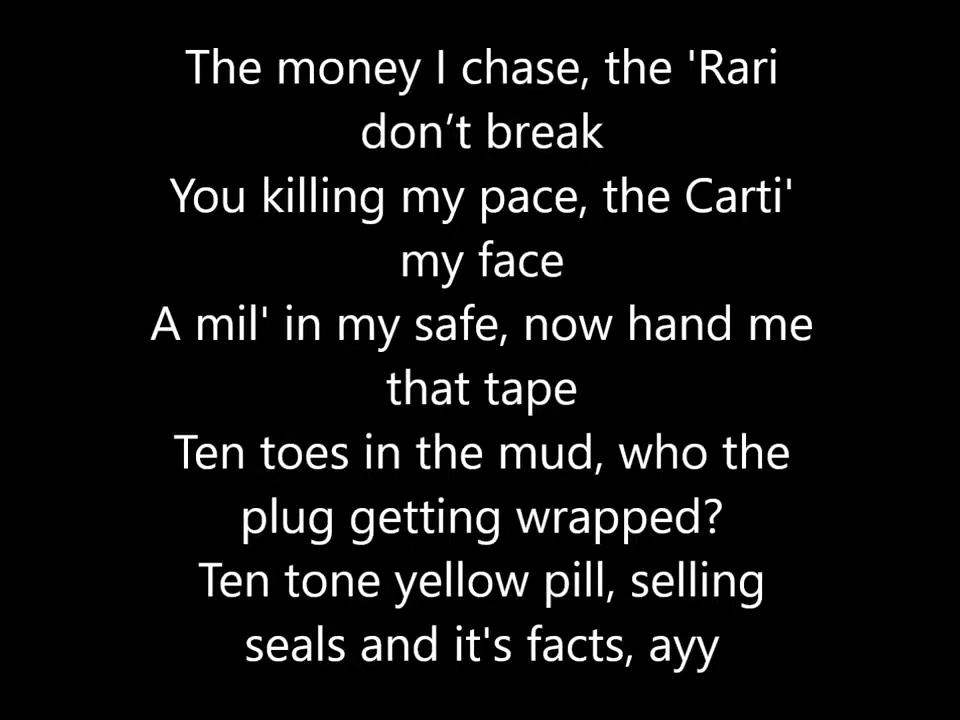 The money I chase, the 'Rari
don’t break
You killing my pace, the Carti'
my face
A mil' in my safe, now hand me
that tape
Ten toes in the mud, who the
plug getting wrapped?
Ten tone yellow pill, selling
seals and it's facts, ayy